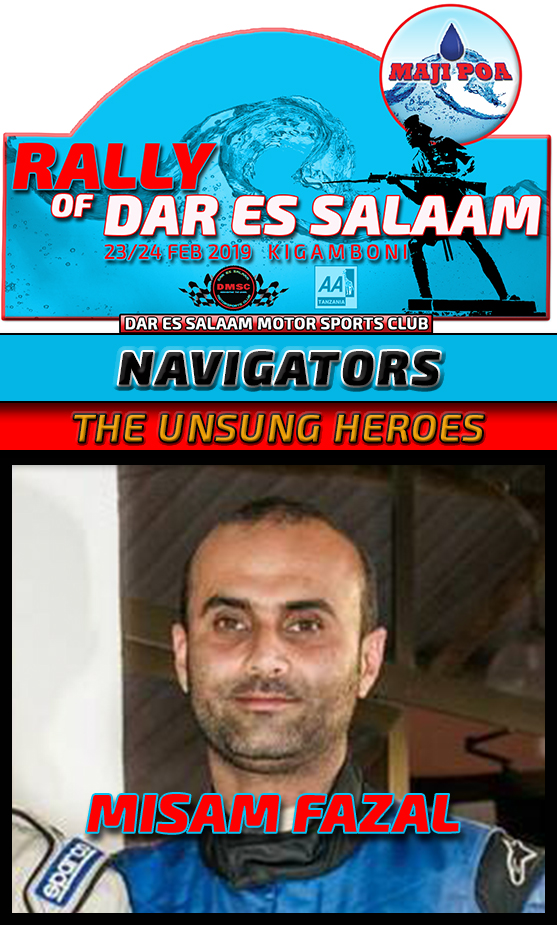 MAJI POA
RALLY
OF DAR ES SALAAM
23/24 FEB 2019 KIGAMBONI
DMSC
AA
TANZANIA
DAR ES SALAAM MOTOR SPORTS CLUB
NAVIGATORS
THE UNSUNG HEROES
MISAM FAZAL
sparco